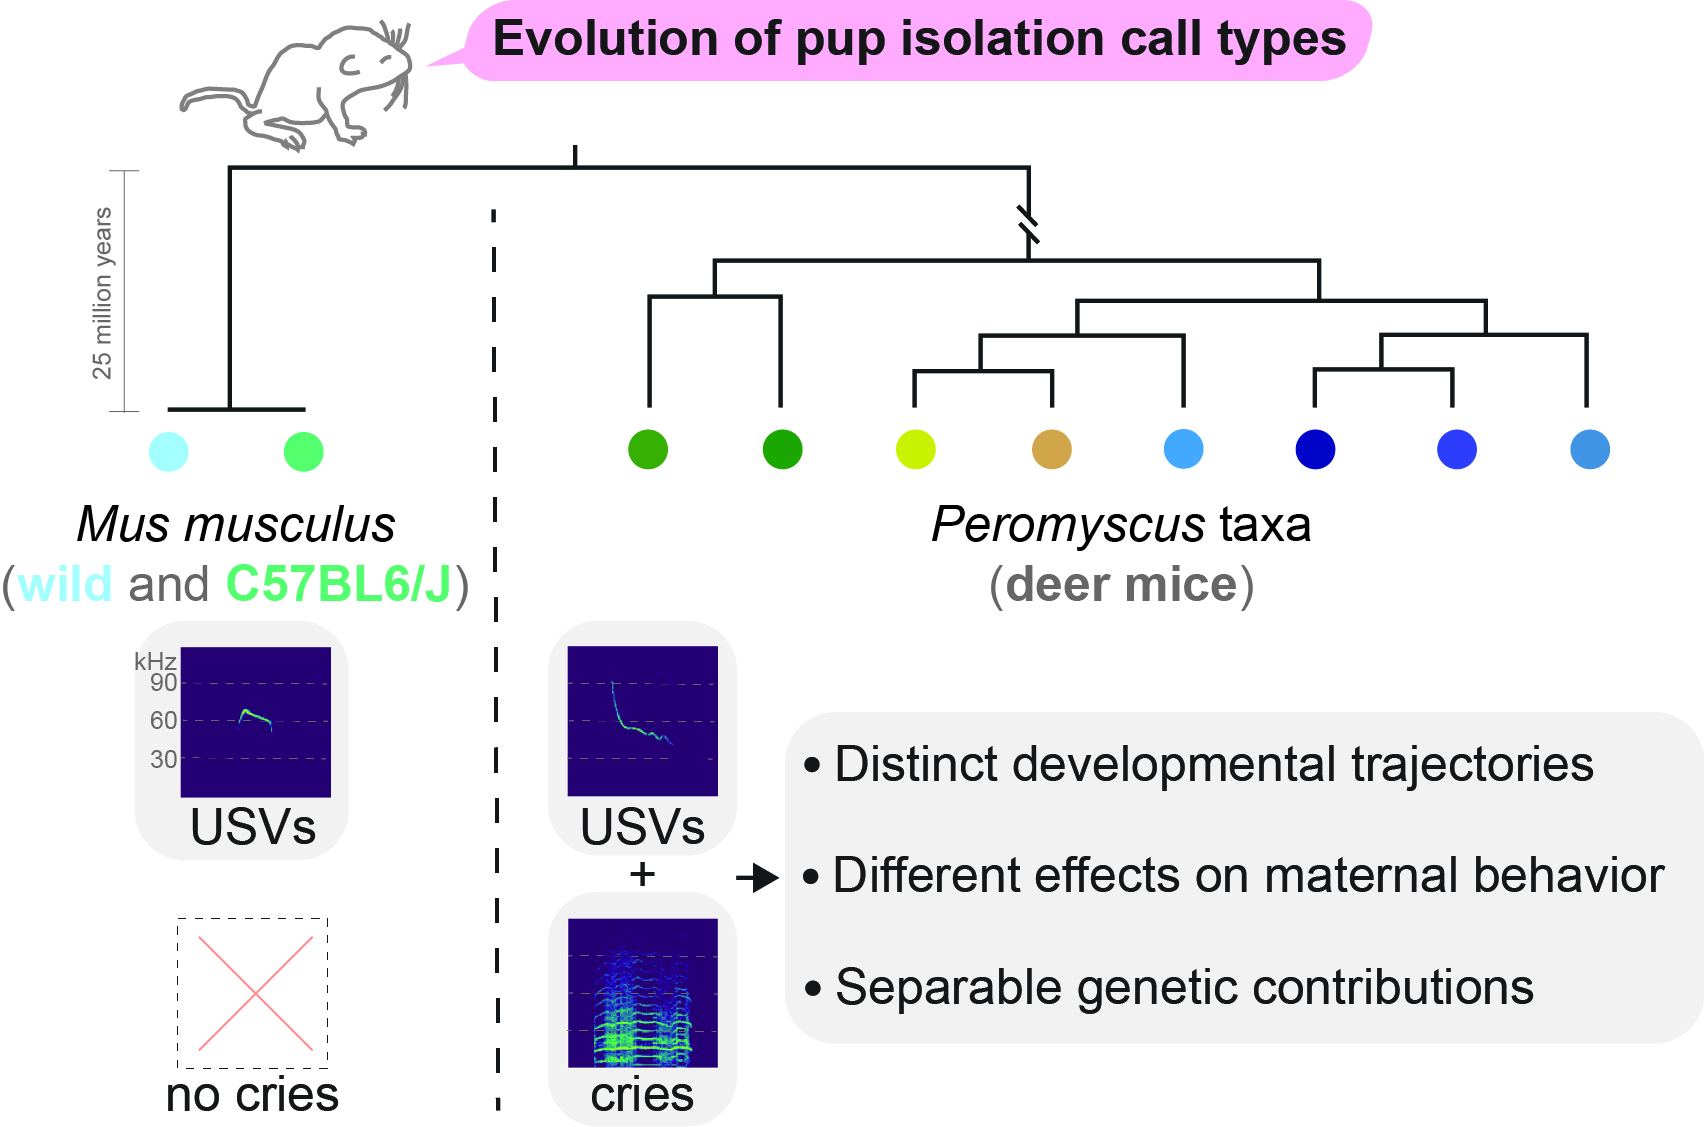 Evolution of pup isolation call types
25 million years
Mus musculus
(wild and C57BL6/J)
Peromyscus taxa
(deer mice)
kHz
90
60
30
USVs
no cries
USVs
+
cries
• Distinct developmental trajectories
• Different effects on maternal behavior
• Separable genetic contributions